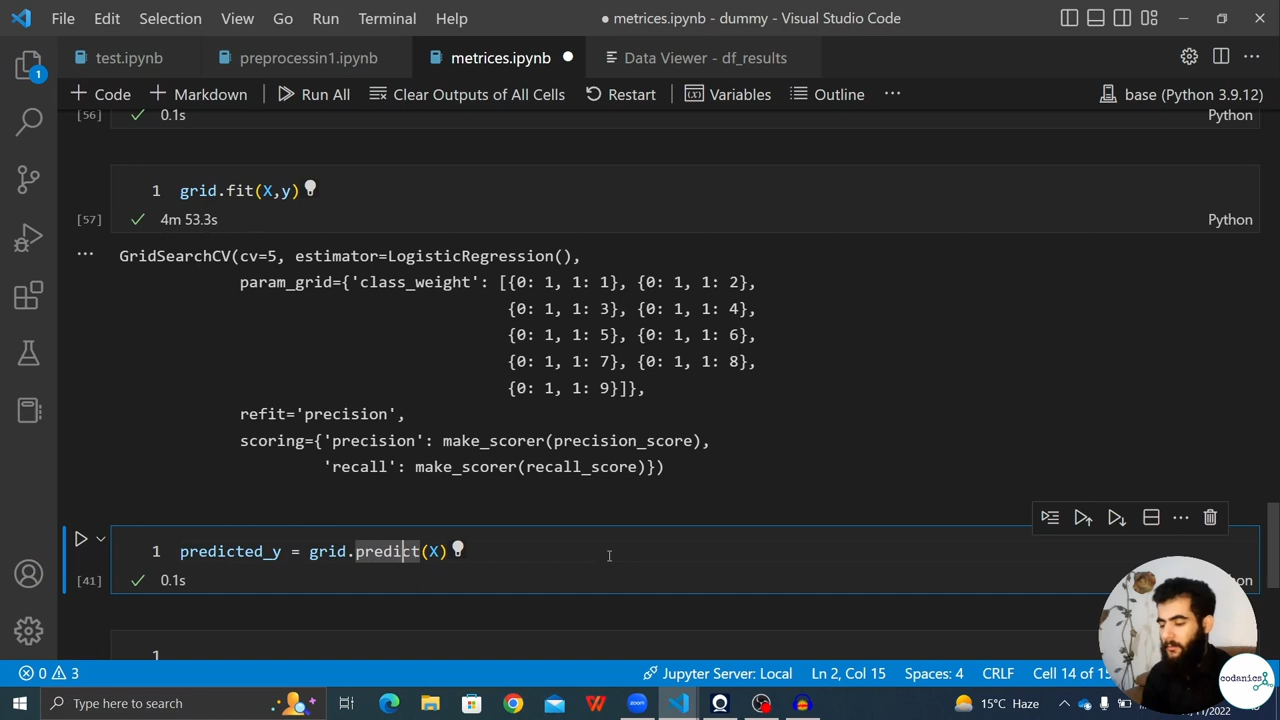 File Edit Selection View Go Run Terminal Help ● metrices.ipynb - dummy - Visual Studio Code
1 test.ipynb preprocessin1.ipynb metrices.ipynb Data Viewer - df_results
Code Markdown Run All Clear Outputs of All Cells Restart Variables Outline ... base (Python 3.9.12)
[56] 0.1s Python
1 grid.fit(X,y)
[57] 4m 53.3s Python
... GridSearchCV(cv=5, estimator=LogisticRegression(),
param_grid={'class_weight': [{0: 1, 1: 1}, {0: 1, 1: 2},
{0: 1, 1: 3}, {0: 1, 1: 4},
{0: 1, 1: 5}, {0: 1, 1: 6},
{0: 1, 1: 7}, {0: 1, 1: 8},
{0: 1, 1: 9}]},
refit='precision',
scoring={'precision': make_scorer(precision_score),
'recall': make_scorer(recall_score)})
1 predicted_y = grid.predict(X)
[41] 0.1s
1
0 3 Jupyter Server: Local Ln 2, Col 15 Spaces: 4 CRLF Cell 14 of
codanics
Type here to search zoom 15°C Haze